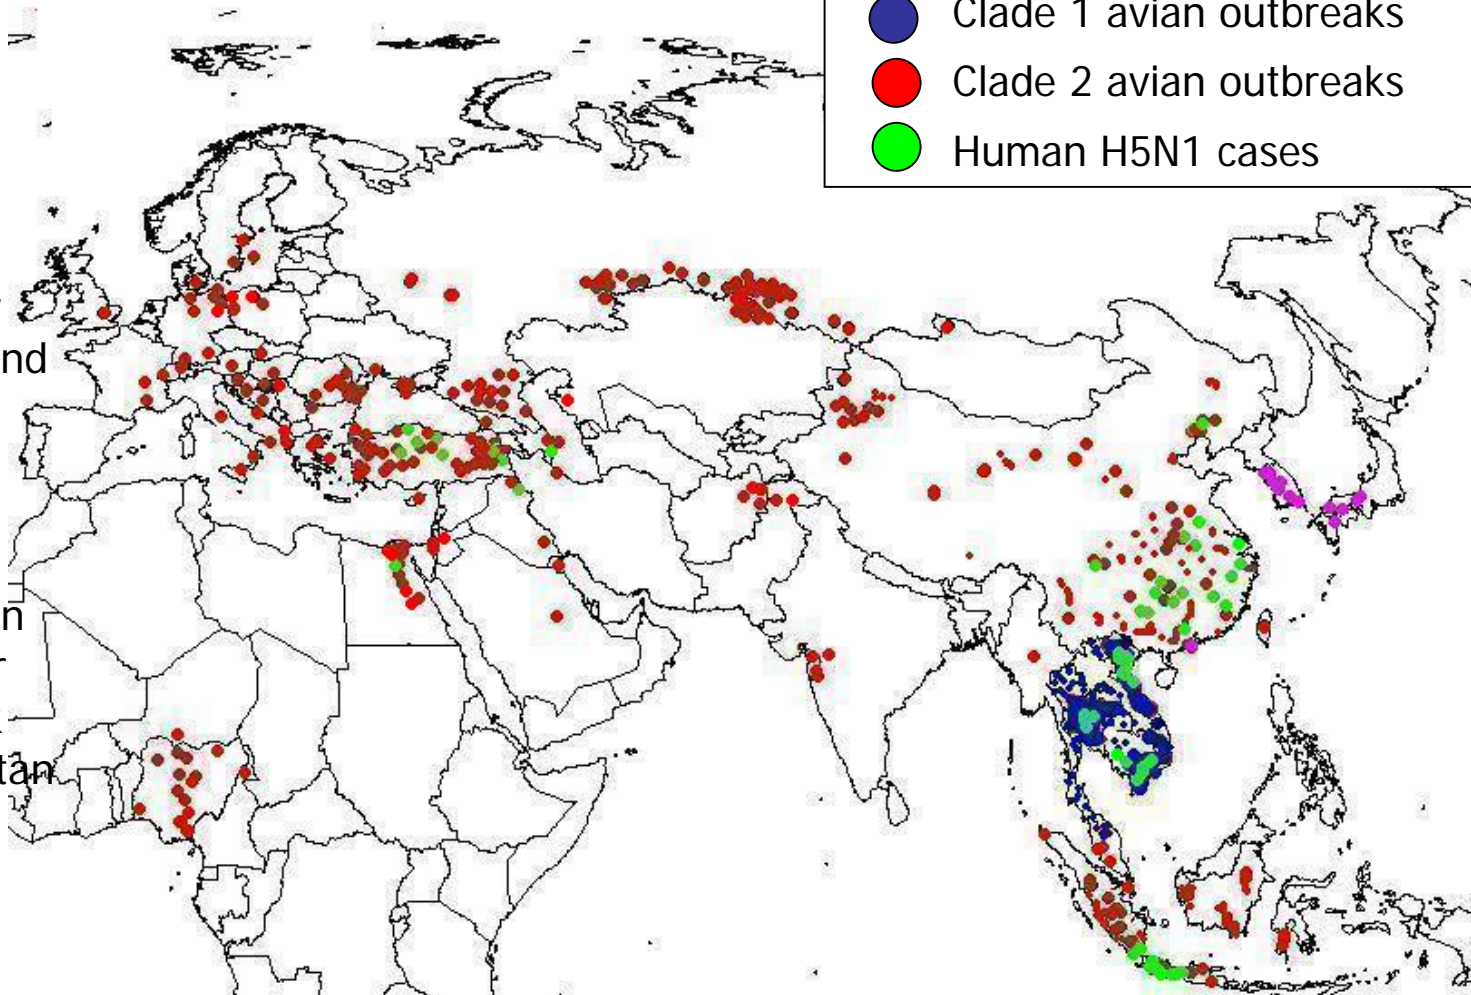 Clade 1 avian outbreaks
Clade 2 avian outbreaks
Human H5N1 cases
nd
n
r
tan